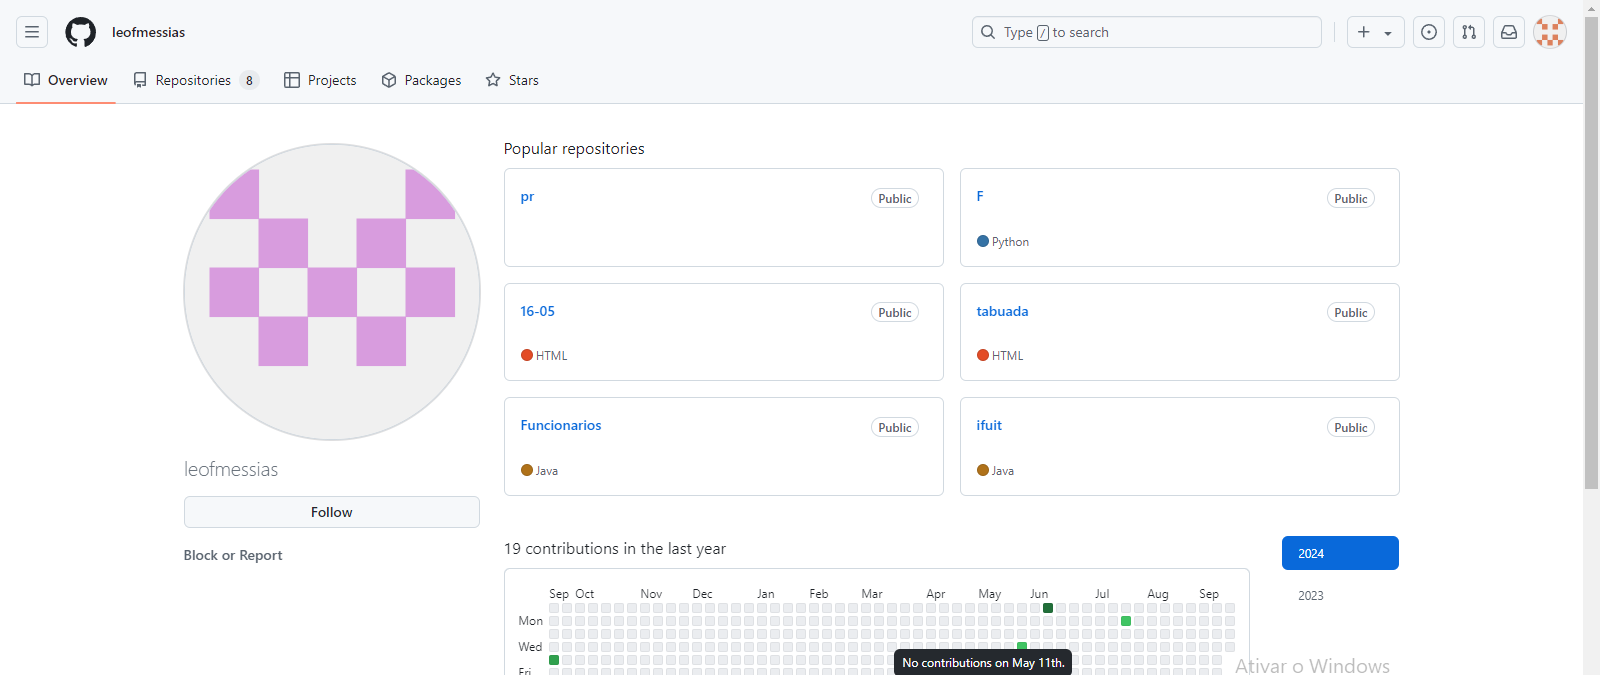 leofmessias
Type / to search
Overview Repositories 8 Projects Packages Stars
Popular repositories
pr Public
F Public
Python
16-05 Public
HTML
tabuada Public
HTML
Funcionarios Public
Java
ifuit Public
Java
leofmessias
Follow
Block or Report
19 contributions in the last year
2024
2023
Sep Oct Nov Dec Jan Feb Mar Apr May Jun Jul Aug Sep
Mon
Wed
Fri
No contributions on May 11th.
Ativar o Windows